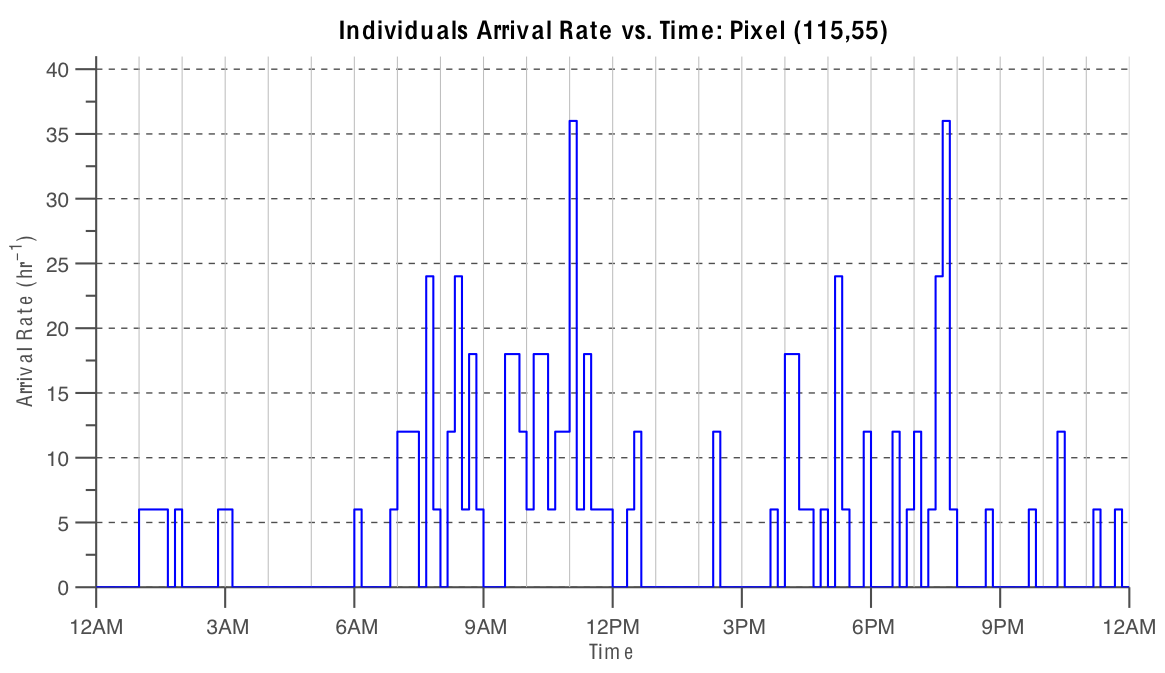 Individuals Arrival Rate vs. Time: Pixel (115,55)
40
35
30
25
20
15
10
5
0
Arrival Rate (hr⁻¹)
12AM 3AM 6AM 9AM 12PM 3PM 6PM 9PM 12AM
Time